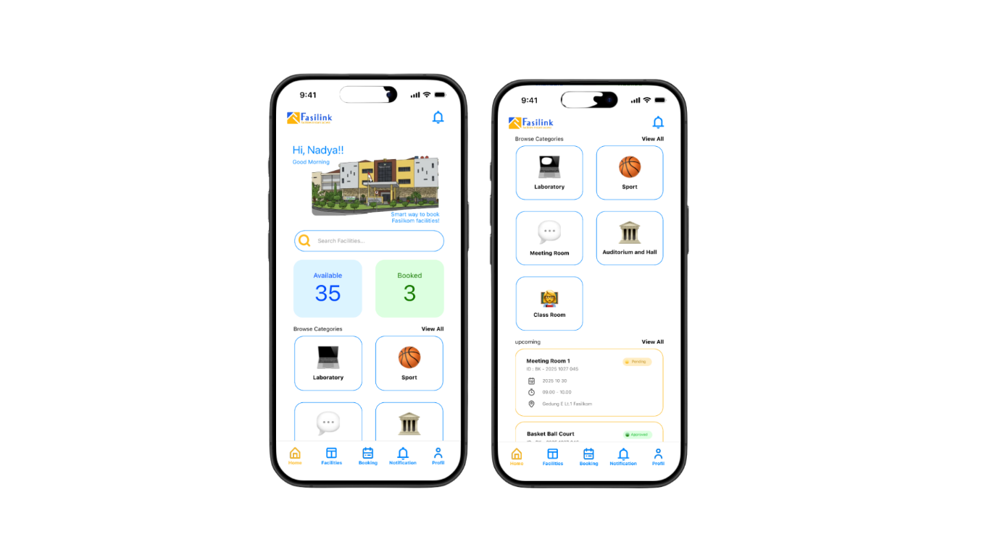 9:41
Fasilink
Hi, Nadya!!
Good Morning
Smart way to book
Fasilkom facilities!
Search Facilities...
Available
35
Booked
3
Browse Categories
View All
Laboratory
Sport
Home
Facilities
Booking
Notification
Profil
9:41
Fasilink
Browse Categories
View All
Laboratory
Sport
Meeting Room
Auditorium and Hall
Class Room
upcoming
View All
Meeting Room 1
Pending
ID : BK - 2025 1027 045
2025 10 30
09.00 - 10.00
Gedung E Lt.1 Fasilkom
Basket Ball Court
Approved
Home
Facilities
Booking
Notification
Profil